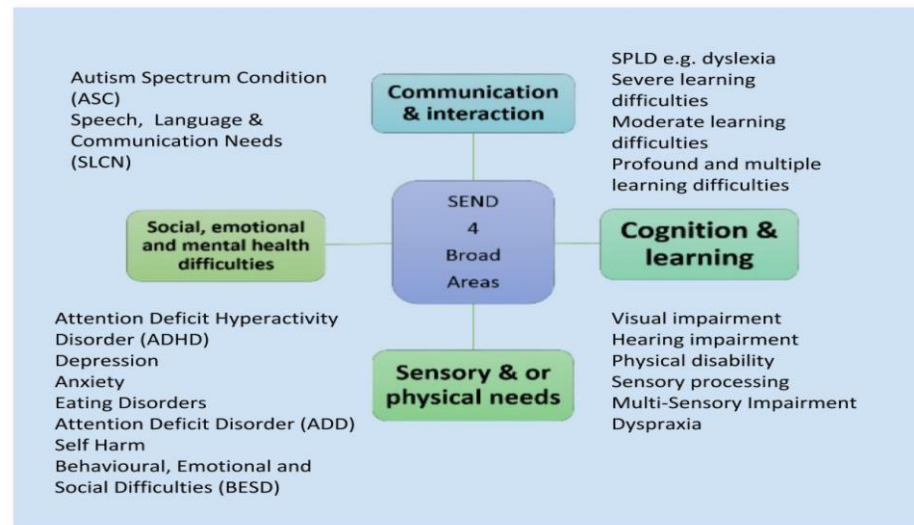 Autism Spectrum Condition
(ASC)
Speech, Language &
Communication Needs
(SLCN)
Communication
& interaction
SPLD e.g. dyslexia
Severe learning
difficulties
Moderate learning
difficulties
Profound and multiple
learning difficulties
Social, emotional
and mental health
difficulties
SEND
4
Broad
Areas
Cognition &
learning
Attention Deficit Hyperactivity
Disorder (ADHD)
Depression
Anxiety
Eating Disorders
Attention Deficit Disorder (ADD)
Self Harm
Behavioural, Emotional and
Social Difficulties (BESD)
Sensory & or
physical needs
Visual impairment
Hearing impairment
Physical disability
Sensory processing
Multi-Sensory Impairment
Dyspraxia